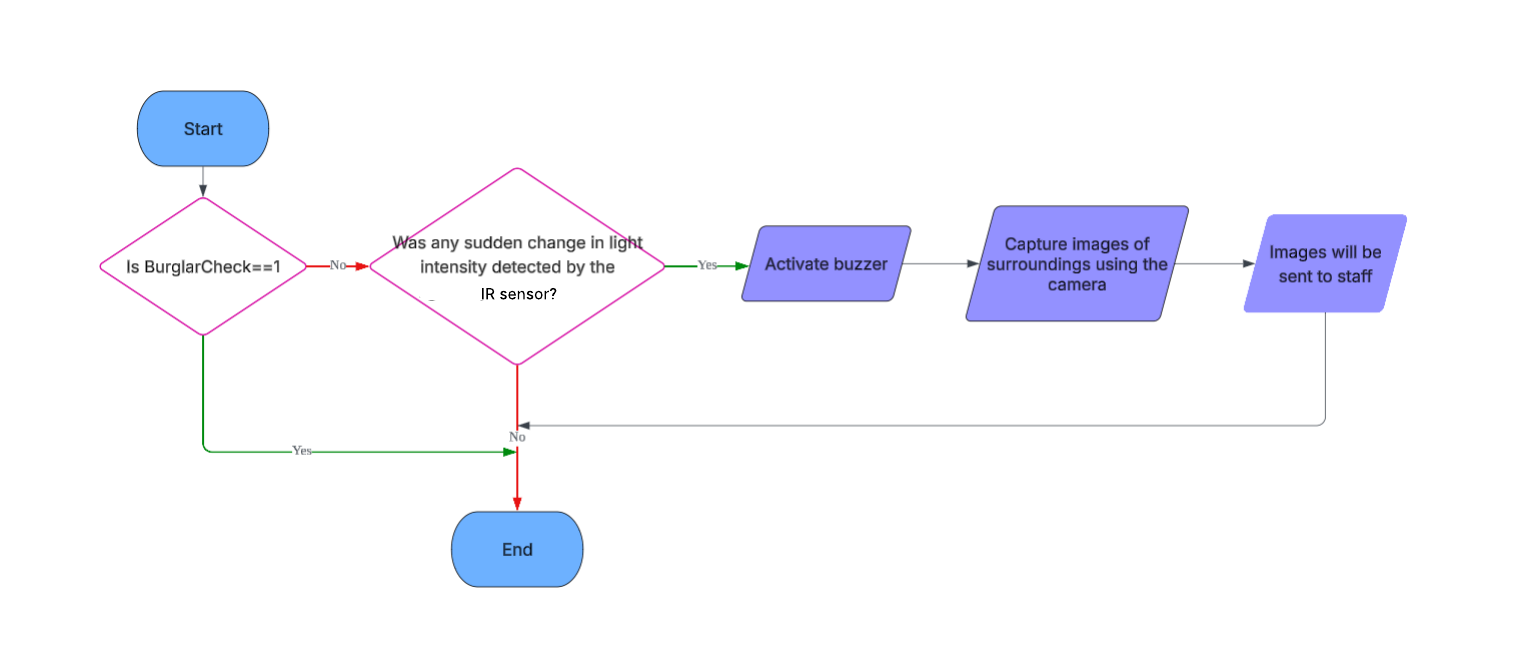 Start
Is BurglarCheck==1
No
Was any sudden change in light
intensity detected by the
IR sensor?
Yes
Activate buzzer
Capture images of
surroundings using the
camera
Images will be
sent to staff
No
Yes
End